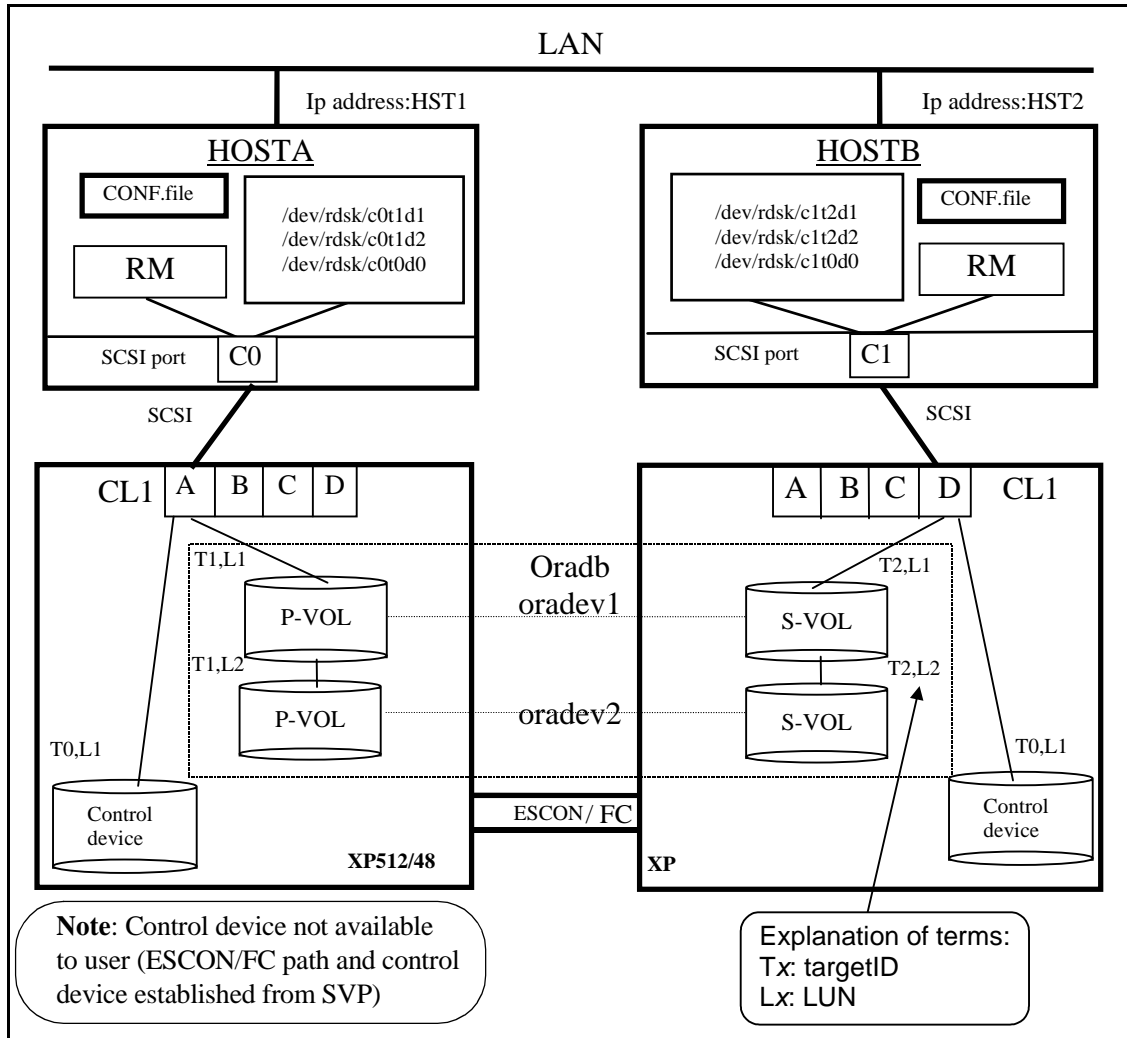 LAN
Ip address:HST1
Ip address:HST2
HOSTA
CONF.file
/dev/rdsk/c0t1d1
/dev/rdsk/c0t1d2
/dev/rdsk/c0t0d0
RM
SCSI port
C0
HOSTB
/dev/rdsk/c1t2d1
/dev/rdsk/c1t2d2
/dev/rdsk/c1t0d0
CONF.file
RM
SCSI port
C1
SCSI
SCSI
CL1 A B C D
A B C D CL1
T1,L1
Oradb
oradev1
T2,L1
P-VOL
S-VOL
T1,L2
T2,L2
P-VOL
oradev2
S-VOL
T0,L1
T0,L1
Control
device
ESCON/ FC
Control
device
XP512/48
XP
Note: Control device not available
to user (ESCON/FC path and control
device established from SVP)
Explanation of terms:
Tx: targetID
Lx: LUN